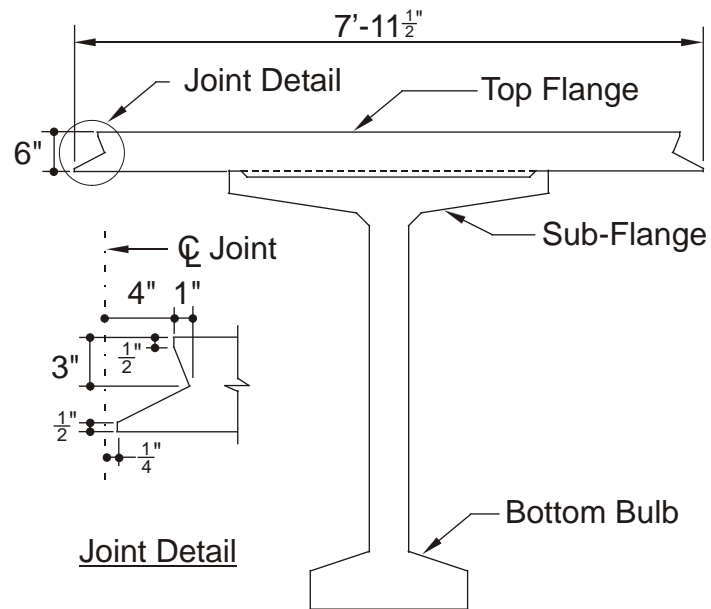 7'-11½"
Joint Detail
Top Flange
6"
Sub-Flange
℄ Joint
4" 1"
½"
3"
½"
¼"
Bottom Bulb
Joint Detail